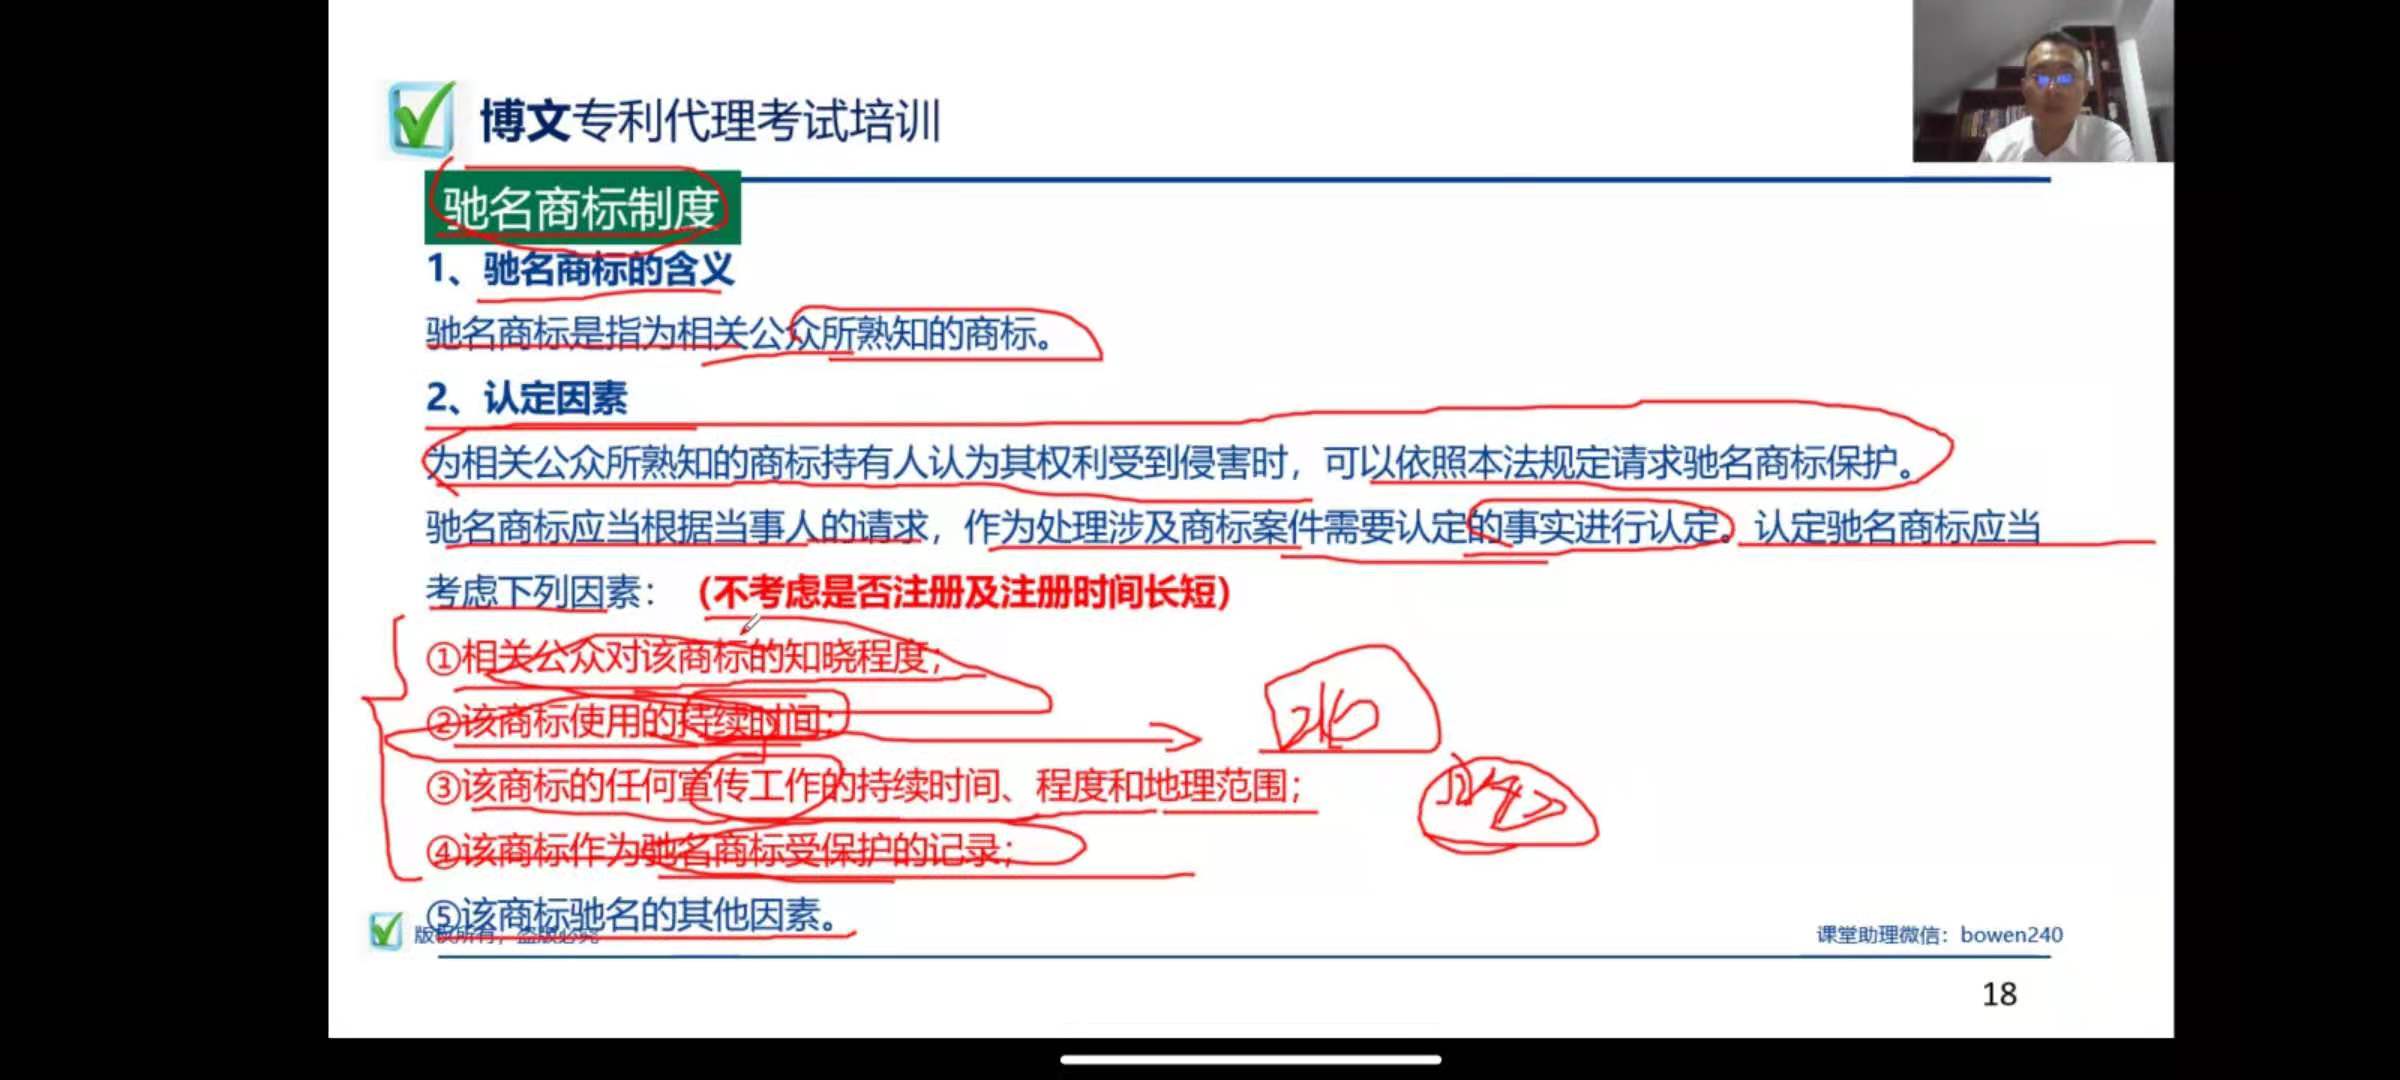 博文专利代理考试培训
驰名商标制度
1、驰名商标的含义
驰名商标是指为相关公众所熟知的商标。
2、认定因素
为相关公众所熟知的商标持有人认为其权利受到侵害时，可以依照本法规定请求驰名商标保护。
驰名商标应当根据当事人的请求，作为处理涉及商标案件需要认定的事实进行认定。认定驰名商标应当
考虑下列因素：（不考虑是否注册及注册时间长短）
①相关公众对该商标的知晓程度；
②该商标使用的持续时间；
③该商标的任何宣传工作的持续时间、程度和地理范围；
④该商标作为驰名商标受保护的记录；
⑤该商标驰名的其他因素。
版权所有，盗版必究
课堂助理微信：bowen240
18